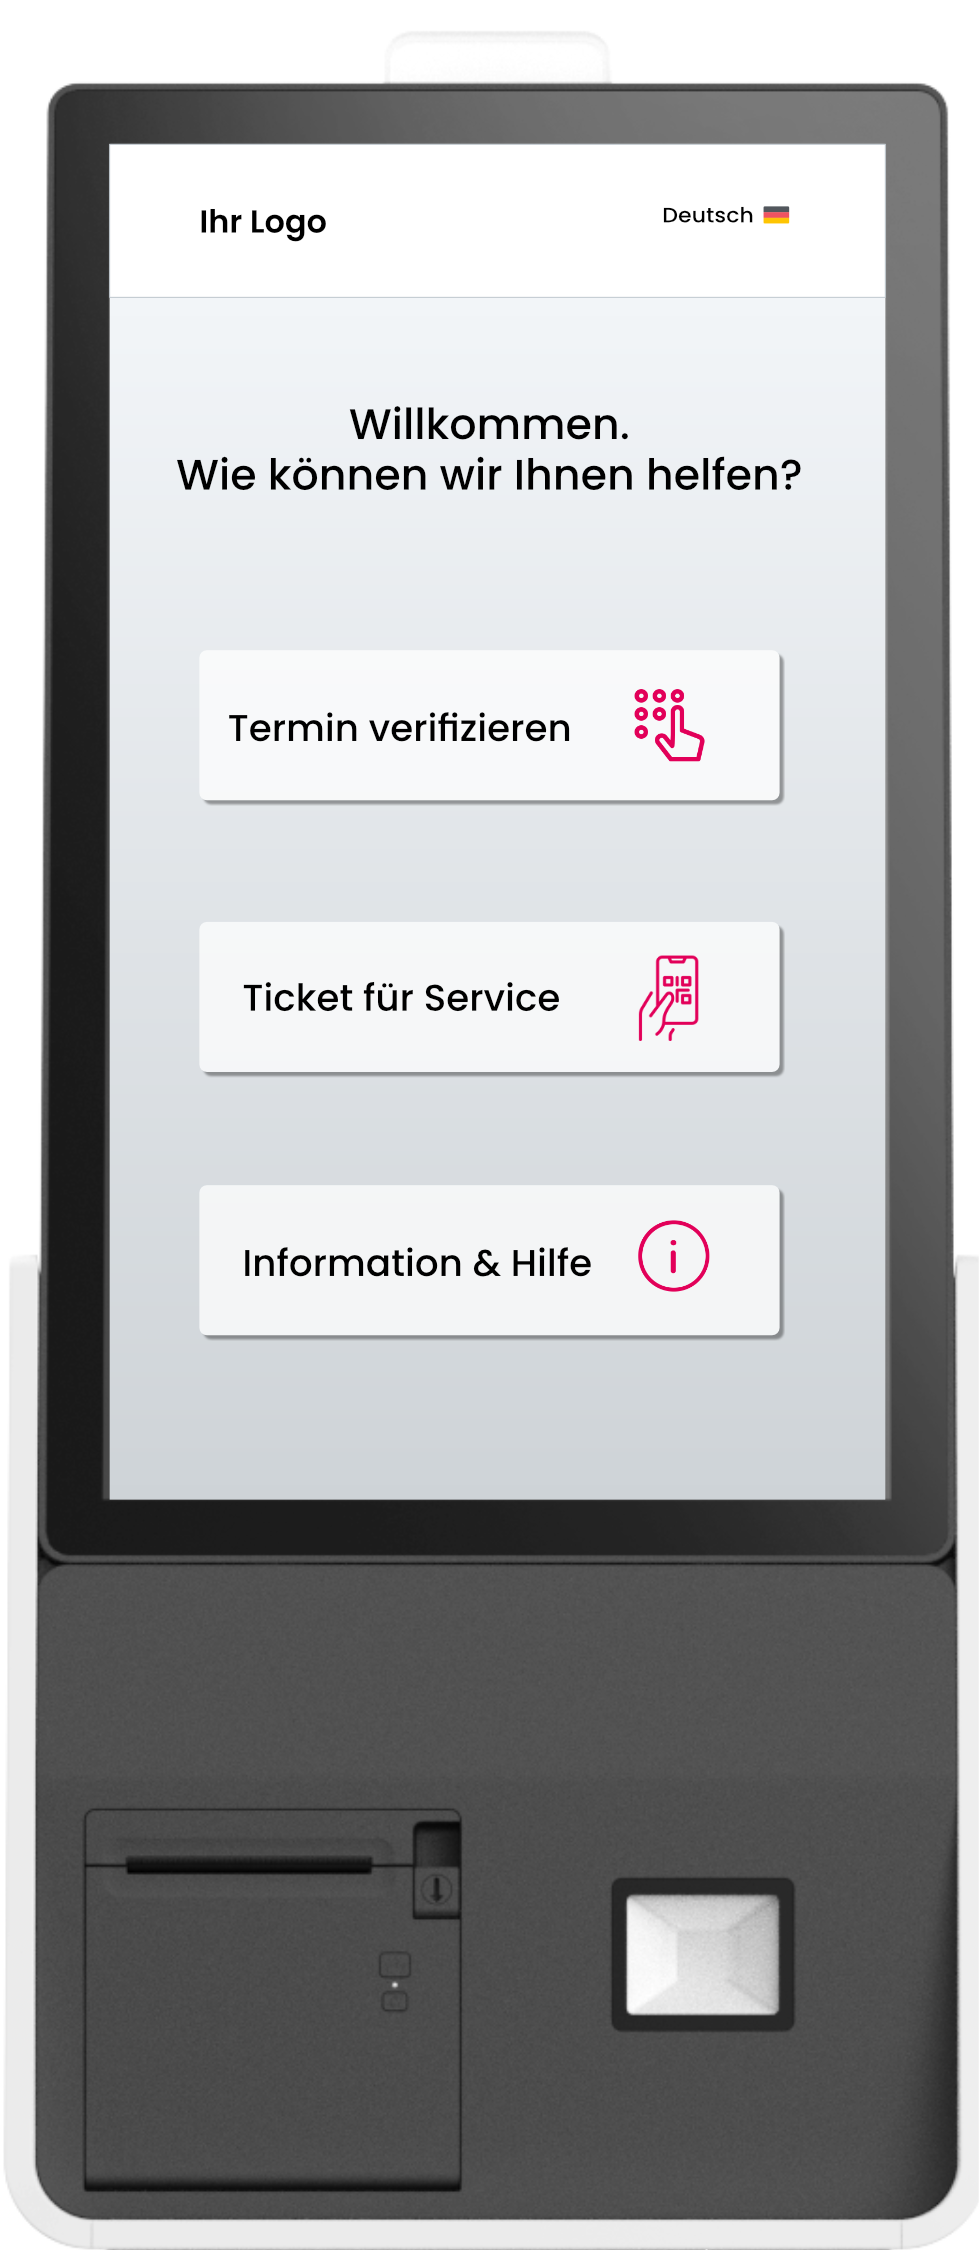 Ihr Logo
Deutsch
Willkommen.
Wie können wir Ihnen helfen?
Termin verifizieren
Ticket für Service
Information & Hilfe